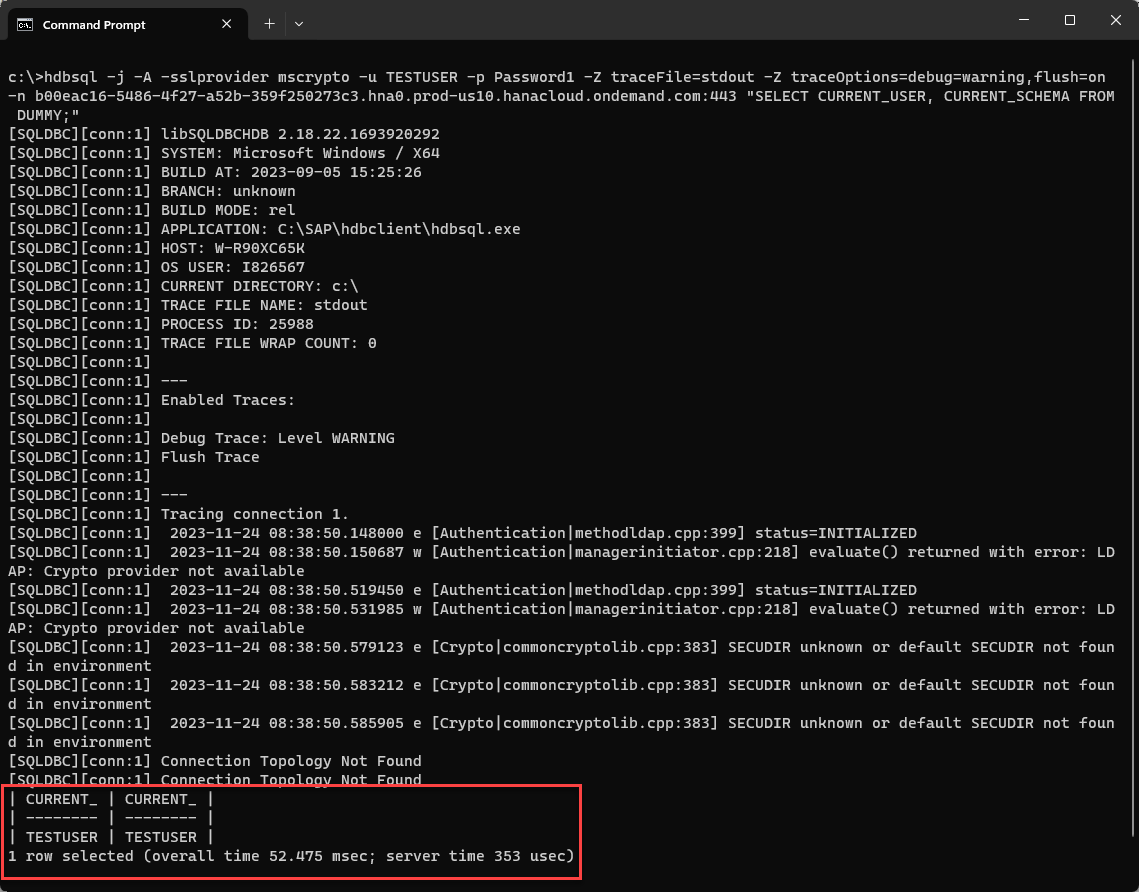 Command Prompt
c:\>hdbsql -j -A -sslprovider mscrypto -u TESTUSER -p Password1 -Z traceFile=stdout -Z traceOptions=debug=warning,flush=on
-n b00eac16-5486-4f27-a52b-359f250273c3.hna0.prod-us10.hanacloud.ondemand.com:443 "SELECT CURRENT_USER, CURRENT_SCHEMA FROM
DUMMY;"
[SQLDBC][conn:1] libSQLDBCHDB 2.18.22.1693920292
[SQLDBC][conn:1] SYSTEM: Microsoft Windows / X64
[SQLDBC][conn:1] BUILD AT: 2023-09-05 15:25:26
[SQLDBC][conn:1] BRANCH: unknown
[SQLDBC][conn:1] BUILD MODE: rel
[SQLDBC][conn:1] APPLICATION: C:\SAP\hdbclient\hdbsql.exe
[SQLDBC][conn:1] HOST: W-R90XC65K
[SQLDBC][conn:1] OS USER: I826567
[SQLDBC][conn:1] CURRENT DIRECTORY: c:\
[SQLDBC][conn:1] TRACE FILE NAME: stdout
[SQLDBC][conn:1] PROCESS ID: 25988
[SQLDBC][conn:1] TRACE FILE WRAP COUNT: 0
[SQLDBC][conn:1]
[SQLDBC][conn:1] ---
[SQLDBC][conn:1] Enabled Traces:
[SQLDBC][conn:1]
[SQLDBC][conn:1] Debug Trace: Level WARNING
[SQLDBC][conn:1] Flush Trace
[SQLDBC][conn:1]
[SQLDBC][conn:1] ---
[SQLDBC][conn:1] Tracing connection 1.
[SQLDBC][conn:1]  2023-11-24 08:38:50.148000 e [Authentication|methodldap.cpp:399] status=INITIALIZED
[SQLDBC][conn:1]  2023-11-24 08:38:50.150687 w [Authentication|managerinitiator.cpp:218] evaluate() returned with error: LD
AP: Crypto provider not available
[SQLDBC][conn:1]  2023-11-24 08:38:50.519450 e [Authentication|methodldap.cpp:399] status=INITIALIZED
[SQLDBC][conn:1]  2023-11-24 08:38:50.531985 w [Authentication|managerinitiator.cpp:218] evaluate() returned with error: LD
AP: Crypto provider not available
[SQLDBC][conn:1]  2023-11-24 08:38:50.579123 e [Crypto|commoncryptolib.cpp:383] SECUDIR unknown or default SECUDIR not foun
d in environment
[SQLDBC][conn:1]  2023-11-24 08:38:50.583212 e [Crypto|commoncryptolib.cpp:383] SECUDIR unknown or default SECUDIR not foun
d in environment
[SQLDBC][conn:1]  2023-11-24 08:38:50.585905 e [Crypto|commoncryptolib.cpp:383] SECUDIR unknown or default SECUDIR not foun
d in environment
[SQLDBC][conn:1] Connection Topology Not Found
[SQLDBC][conn:1] Connection Topology Not Found
| CURRENT_ | CURRENT_ |
| -------- | -------- |
| TESTUSER | TESTUSER |
1 row selected (overall time 52.475 msec; server time 353 usec)